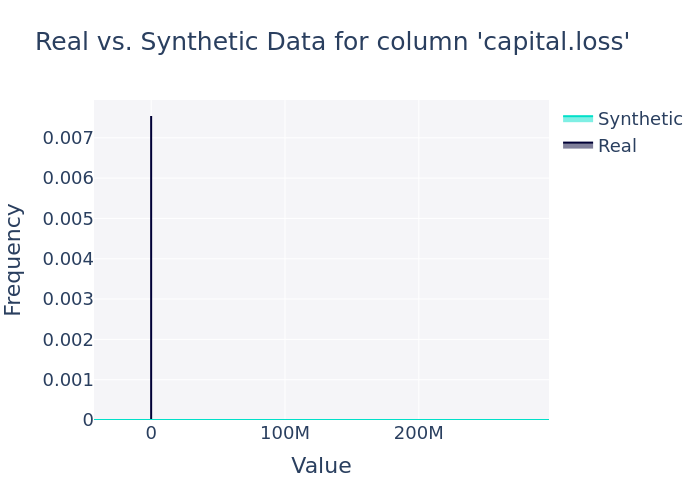 Real vs. Synthetic Data for column 'capital.loss'
Synthetic
Real
Frequency
0.007
0.006
0.005
0.004
0.003
0.002
0.001
0
0 100M 200M
Value